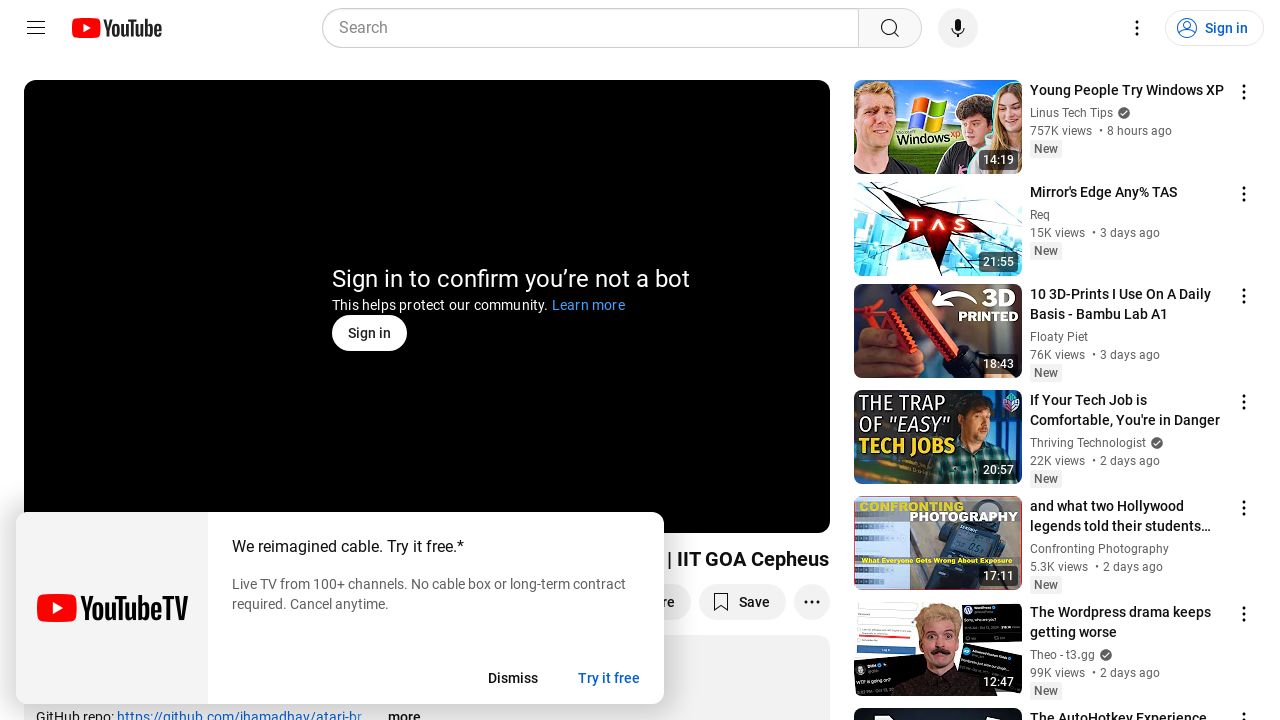 YouTube
Search
Sign in
Sign in to confirm you’re not a bot
This helps protect our community. Learn more
Sign in
| IIT GOA Cepheus
re
Save
We reimagined cable. Try it free.*
Live TV from 100+ channels. No cable box or long-term contract
required. Cancel anytime.
YouTubeTV
Dismiss
Try it free
GitHub repo: https://github.com/jhamadhav/atari-br
...more
Microsoft
Windows xp
14:19
Young People Try Windows XP
Linus Tech Tips
757K views • 8 hours ago
New
TAS
21:55
Mirror's Edge Any% TAS
Req
15K views • 3 days ago
New
3D
PRINTED
18:43
10 3D-Prints I Use On A Daily
Basis - Bambu Lab A1
Floaty Piet
76K views • 3 days ago
New
THE TRAP
OF "EASY"
TECH JOBS
20:57
If Your Tech Job is
Comfortable, You're in Danger
Thriving Technologist
22K views • 2 days ago
New
CONFRONTING
PHOTOGRAPHY
What Everyone Gets Wrong About Exposure
17:11
and what two Hollywood
legends told their students…
Confronting Photography
5.3K views • 2 days ago
New
12:47
The Wordpress drama keeps
getting worse
Theo - t3.gg
99K views • 2 days ago
New
The AutoHotkey Experience